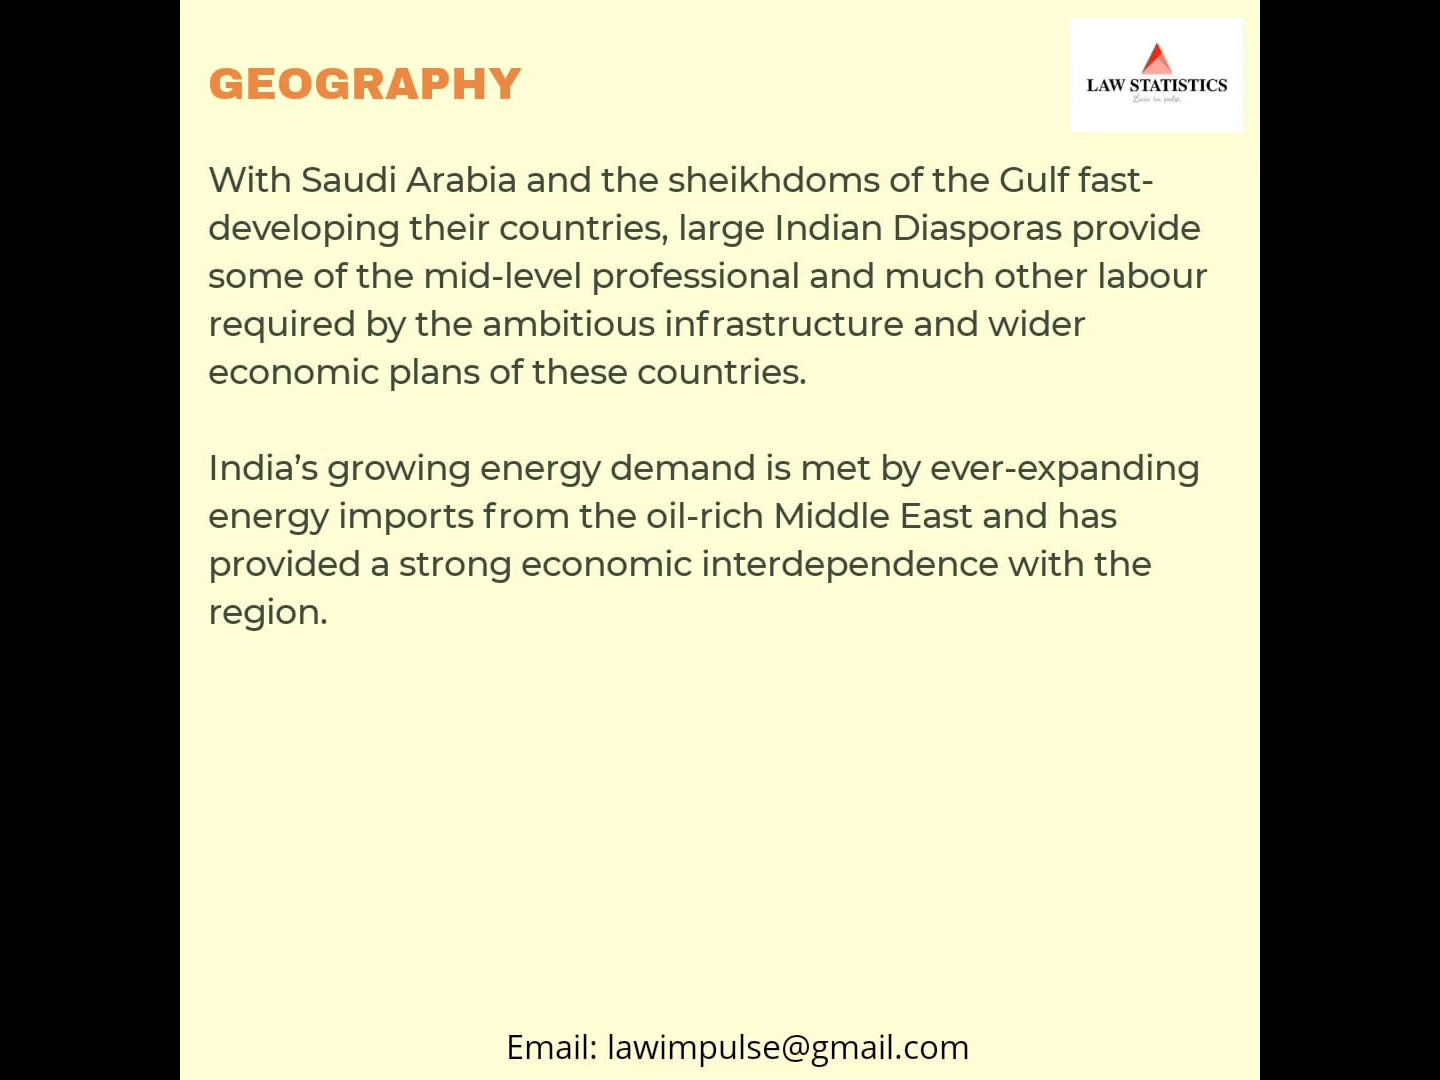 GEOGRAPHY
LAW STATISTICS
Law in pulse
With Saudi Arabia and the sheikhdoms of the Gulf fast-
developing their countries, large Indian Diasporas provide
some of the mid-level professional and much other labour
required by the ambitious infrastructure and wider
economic plans of these countries.
India’s growing energy demand is met by ever-expanding
energy imports from the oil-rich Middle East and has
provided a strong economic interdependence with the
region.
Email: lawimpulse@gmail.com